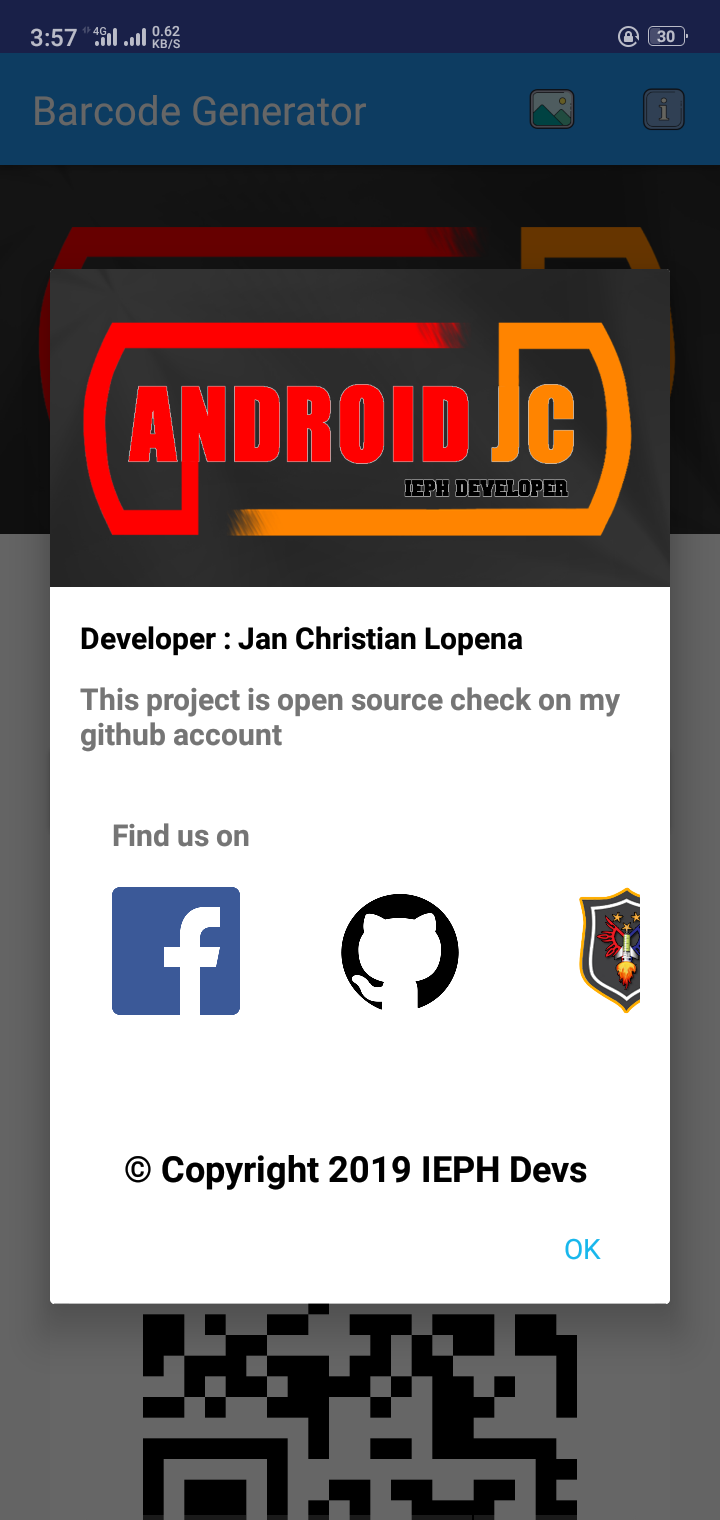 3:57 4G 0.62 KB/S 30
Barcode Generator
ANDROID JC
IEPH DEVELOPER
Developer : Jan Christian Lopena
This project is open source check on my
github account
Find us on
© Copyright 2019 IEPH Devs
OK